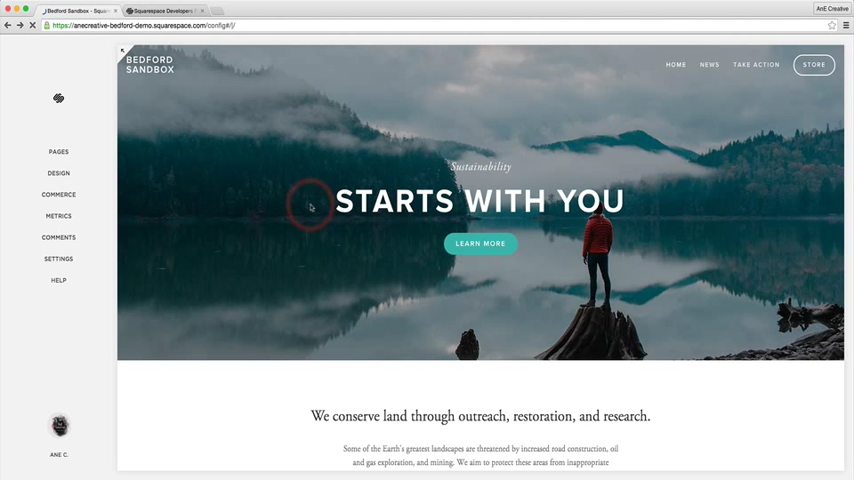 Bedford Sandbox - Squar
Squarespace Developers
AnE Creative
https://anecreative-bedford-demo.squarespace.com/config#/|/
BEDFORD
SANDBOX
HOME
NEWS
TAKE ACTION
STORE
PAGES
DESIGN
COMMERCE
METRICS
COMMENTS
SETTINGS
HELP
ANE C.
Sustainability
STARTS WITH YOU
LEARN MORE
We conserve land through outreach, restoration, and research.
Some of the Earth's greatest landscapes are threatened by increased road construction, oil
and gas exploration, and mining. We aim to protect these areas from inappropriate